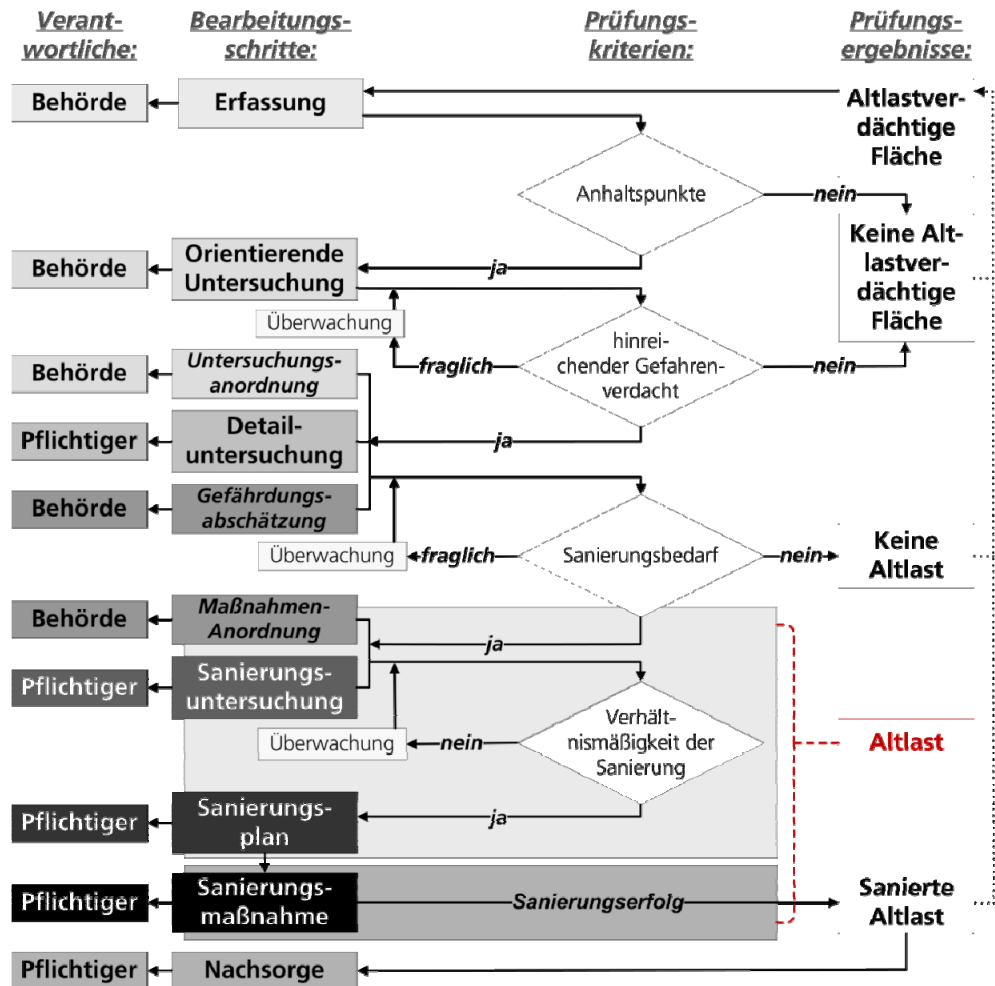 Verant-
wortliche:
Bearbeitungs-
schritte:
Prüfungs-
kriterien:
Prüfungs-
ergebnisse:
Behörde
Erfassung
Altlastver-
dächtige
Fläche
Anhaltspunkte
nein
Keine Alt-
lastver-
dächtige
Fläche
Behörde
Orientierende
Untersuchung
ja
Überwachung
fraglich
hinrei-
chender Gefahren-
verdacht
nein
Behörde
Untersuchungs-
anordnung
Pflichtiger
Detail-
untersuchung
ja
Behörde
Gefährdungs-
abschätzung
Überwachung
fraglich
Sanierungsbedarf
nein
Keine
Altlast
Behörde
Maßnahmen-
Anordnung
ja
Pflichtiger
Sanierungs-
untersuchung
Überwachung
nein
Verhält-
nismäßigkeit der
Sanierung
Altlast
Pflichtiger
Sanierungs-
plan
ja
Pflichtiger
Sanierungs-
maßnahme
Sanierungserfolg
Sanierte
Altlast
Pflichtiger
Nachsorge